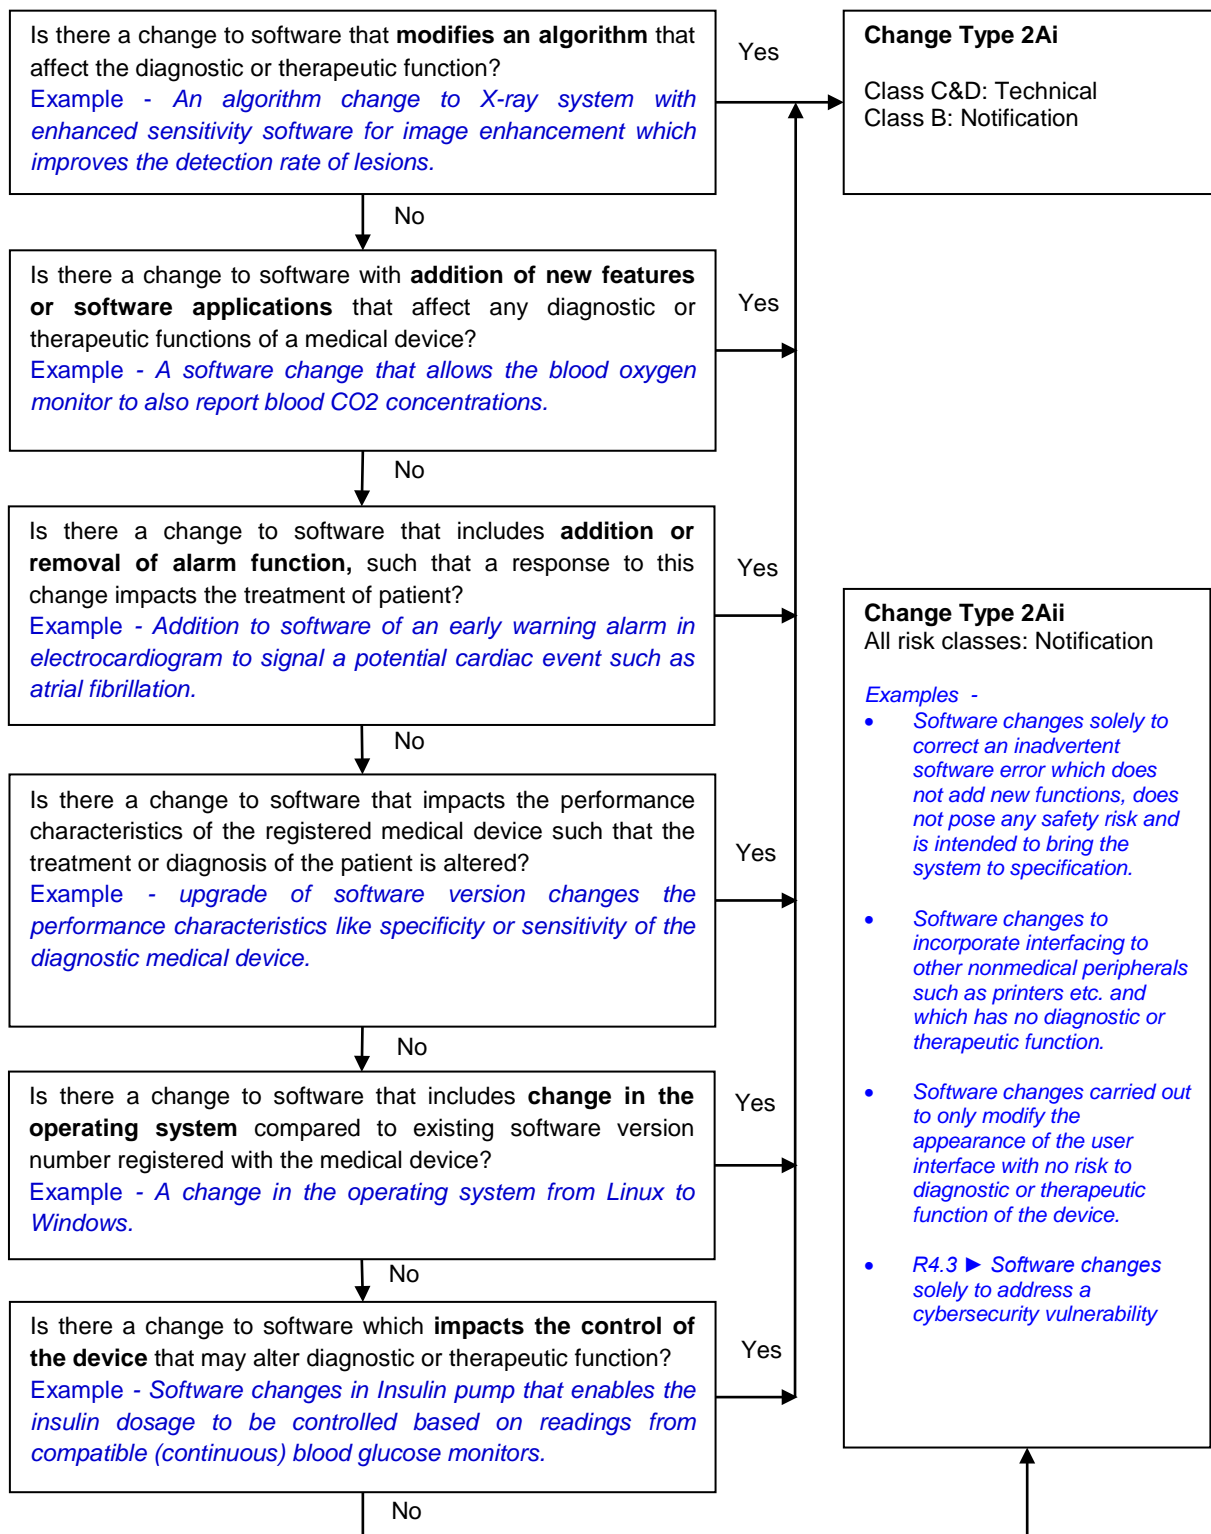 Is there a change to software that modifies an algorithm that
affect the diagnostic or therapeutic function?
Example - An algorithm change to X-ray system with
enhanced sensitivity software for image enhancement which
improves the detection rate of lesions.
Yes
Change Type 2Ai
Class C&D: Technical
Class B: Notification
No
Is there a change to software with addition of new features
or software applications that affect any diagnostic or
therapeutic functions of a medical device?
Example - A software change that allows the blood oxygen
monitor to also report blood CO2 concentrations.
Yes
No
Is there a change to software that includes addition or
removal of alarm function, such that a response to this
change impacts the treatment of patient?
Example - Addition to software of an early warning alarm in
electrocardiogram to signal a potential cardiac event such as
atrial fibrillation.
Yes
No
Is there a change to software that impacts the performance
characteristics of the registered medical device such that the
treatment or diagnosis of the patient is altered?
Example - upgrade of software version changes the
performance characteristics like specificity or sensitivity of the
diagnostic medical device.
Yes
No
Is there a change to software that includes change in the
operating system compared to existing software version
number registered with the medical device?
Example - A change in the operating system from Linux to
Windows.
Yes
No
Is there a change to software which impacts the control of
the device that may alter diagnostic or therapeutic function?
Example - Software changes in Insulin pump that enables the
insulin dosage to be controlled based on readings from
compatible (continuous) blood glucose monitors.
Yes
No
Change Type 2Aii
All risk classes: Notification
Examples -
• Software changes solely to
correct an inadvertent
software error which does
not add new functions, does
not pose any safety risk and
is intended to bring the
system to specification.
• Software changes to
incorporate interfacing to
other nonmedical peripherals
such as printers etc. and
which has no diagnostic or
therapeutic function.
• Software changes carried out
to only modify the
appearance of the user
interface with no risk to
diagnostic or therapeutic
function of the device.
• R4.3 ► Software changes
solely to address a
cybersecurity vulnerability